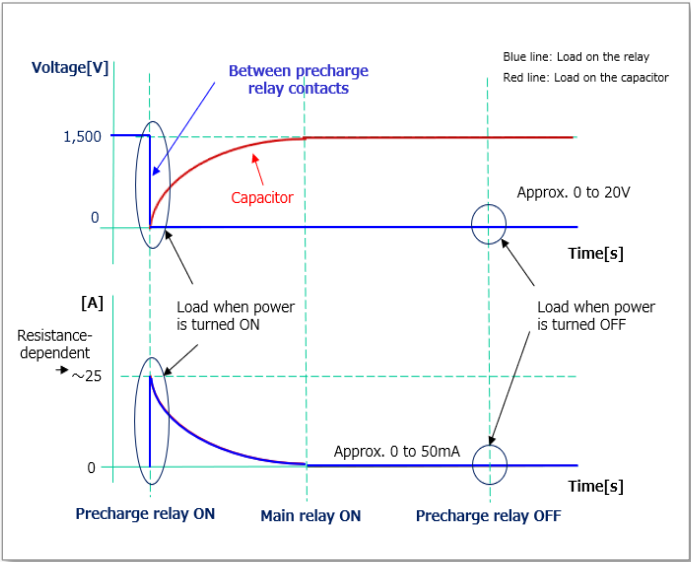 Blue line: Load on the relay
Red line: Load on the capacitor
Voltage[V]
Between precharge
relay contacts
1,500
Capacitor
Approx. 0 to 20V
0
Time[s]
[A]
Load when power
is turned ON
Load when power
is turned OFF
Resistance-
dependent
~25
Approx. 0 to 50mA
0
Time[s]
Precharge relay ON
Main relay ON
Precharge relay OFF